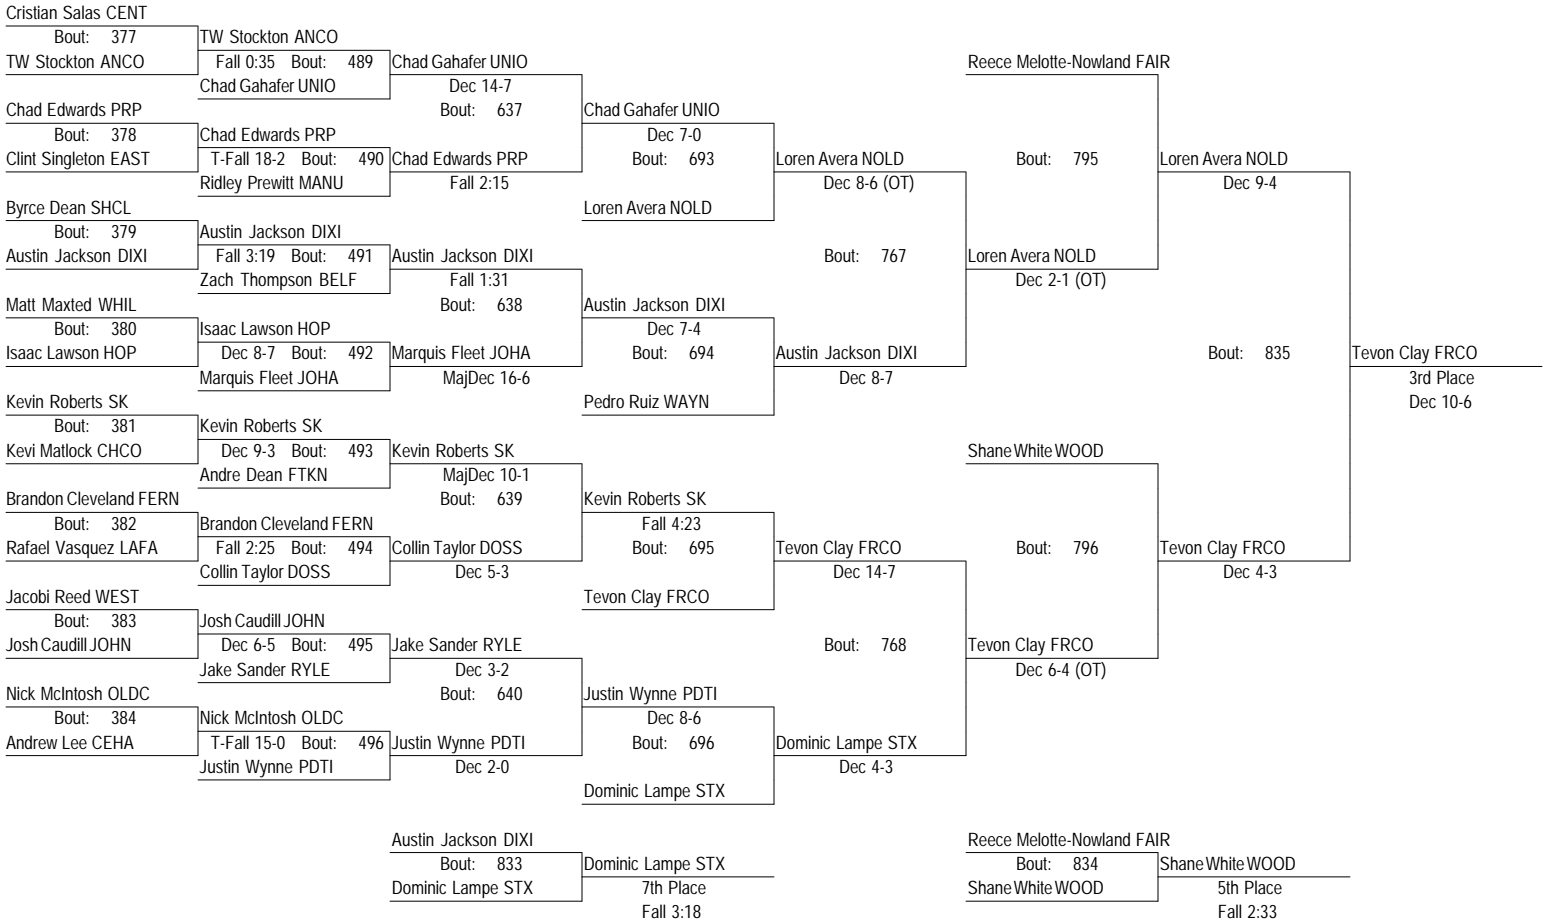 Cristian Salas CENT
Bout: 377
TW Stockton ANCO
TW Stockton ANCO
Fall 0:35 Bout: 489 Chad Gahafer UNIO
Reece Melotte-Nowland FAIR
Chad Gahafer UNIO
Dec 14-7
Chad Edwards PRP
Bout: 637
Chad Gahafer UNIO
Bout: 378
Chad Edwards PRP
Dec 7-0
Clint Singleton EAST
T-Fall 18-2 Bout: 490 Chad Edwards PRP
Bout: 693
Loren Avera NOLD
Bout: 795
Loren Avera NOLD
Ridley Prewitt MANU
Fall 2:15
Dec 8-6 (OT)
Dec 9-4
Byrce Dean SHCL
Loren Avera NOLD
Bout: 379
Austin Jackson DIXI
Austin Jackson DIXI
Fall 3:19 Bout: 491 Austin Jackson DIXI
Bout: 767
Loren Avera NOLD
Zach Thompson BELF
Fall 1:31
Dec 2-1 (OT)
Matt Maxted WHIL
Bout: 638
Austin Jackson DIXI
Bout: 380
Isaac Lawson HOP
Dec 7-4
Isaac Lawson HOP
Dec 8-7 Bout: 492 Marquis Fleet JOHA
Bout: 694
Austin Jackson DIXI
Bout: 835
Tevon Clay FRCO
Marquis Fleet JOHA
MajDec 16-6
Dec 8-7
3rd Place
Kevin Roberts SK
Pedro Ruiz WAYN
Dec 10-6
Bout: 381
Kevin Roberts SK
Kevi Matlock CHCO
Dec 9-3 Bout: 493 Kevin Roberts SK
Shane White WOOD
Andre Dean FTKN
MajDec 10-1
Brandon Cleveland FERN
Bout: 639
Kevin Roberts SK
Bout: 382
Brandon Cleveland FERN
Fall 4:23
Rafael Vasquez LAFA
Fall 2:25 Bout: 494 Collin Taylor DOSS
Bout: 695
Tevon Clay FRCO
Bout: 796
Tevon Clay FRCO
Collin Taylor DOSS
Dec 5-3
Dec 14-7
Dec 4-3
Jacobi Reed WEST
Tevon Clay FRCO
Bout: 383
Josh Caudill JOHN
Josh Caudill JOHN
Dec 6-5 Bout: 495 Jake Sander RYLE
Bout: 768
Tevon Clay FRCO
Jake Sander RYLE
Dec 3-2
Dec 6-4 (OT)
Nick McIntosh OLDC
Bout: 640
Justin Wynne PDTI
Bout: 384
Nick McIntosh OLDC
Dec 8-6
Andrew Lee CEHA
T-Fall 15-0 Bout: 496 Justin Wynne PDTI
Bout: 696
Dominic Lampe STX
Justin Wynne PDTI
Dec 2-0
Dec 4-3
Dominic Lampe STX
Austin Jackson DIXI
Reece Melotte-Nowland FAIR
Bout: 833
Dominic Lampe STX
Bout: 834
Shane White WOOD
Dominic Lampe STX
7th Place
Shane White WOOD
5th Place
Fall 3:18
Fall 2:33